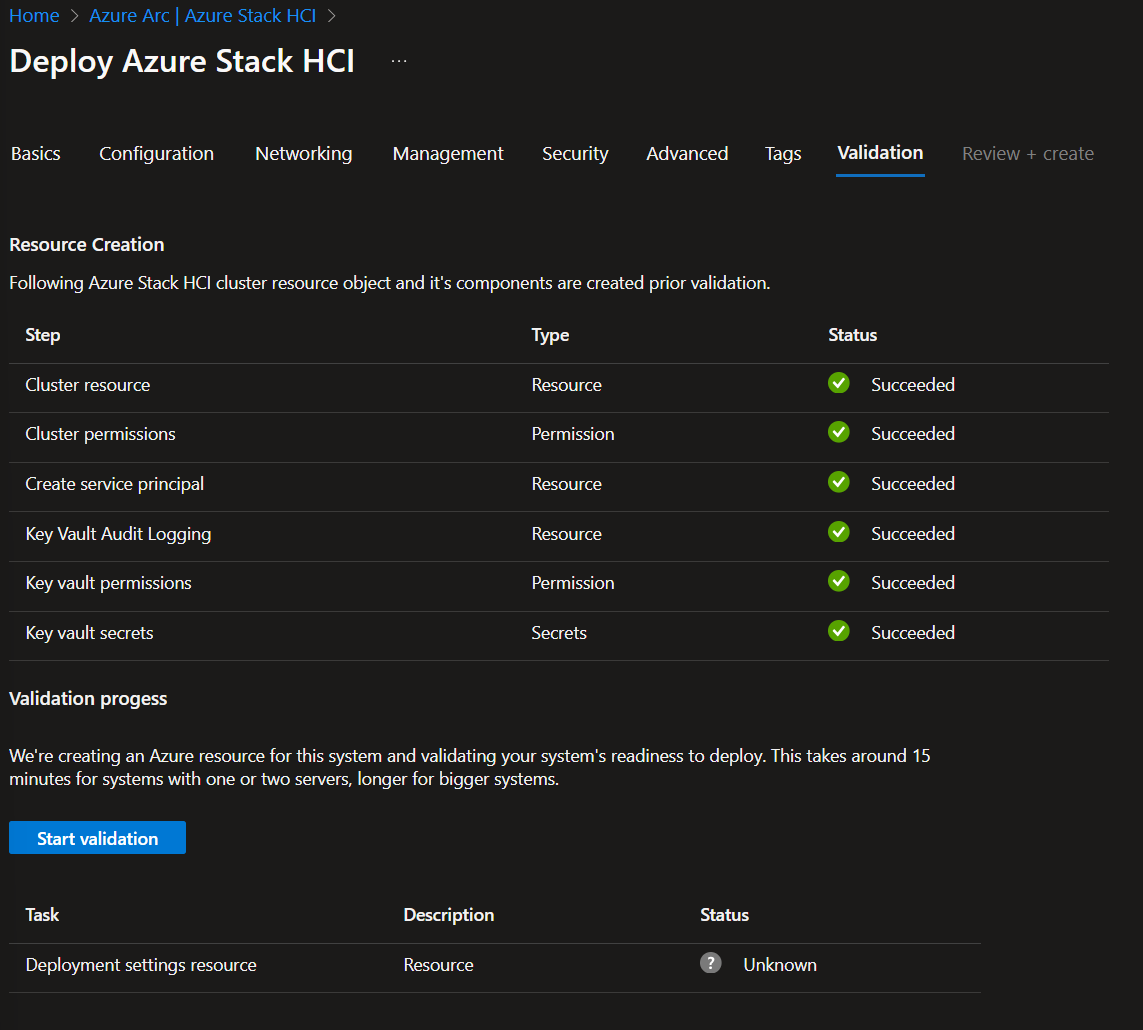 Home > Azure Arc | Azure Stack HCI >
Deploy Azure Stack HCI ...
Basics Configuration Networking Management Security Advanced Tags Validation Review + create
Resource Creation
Following Azure Stack HCI cluster resource object and it's components are created prior validation.
Step Type Status
Cluster resource Resource Succeeded
Cluster permissions Permission Succeeded
Create service principal Resource Succeeded
Key Vault Audit Logging Resource Succeeded
Key vault permissions Permission Succeeded
Key vault secrets Secrets Succeeded
Validation progess
We're creating an Azure resource for this system and validating your system's readiness to deploy. This takes around 15
minutes for systems with one or two servers, longer for bigger systems.
Start validation
Task Description Status
Deployment settings resource Resource ? Unknown